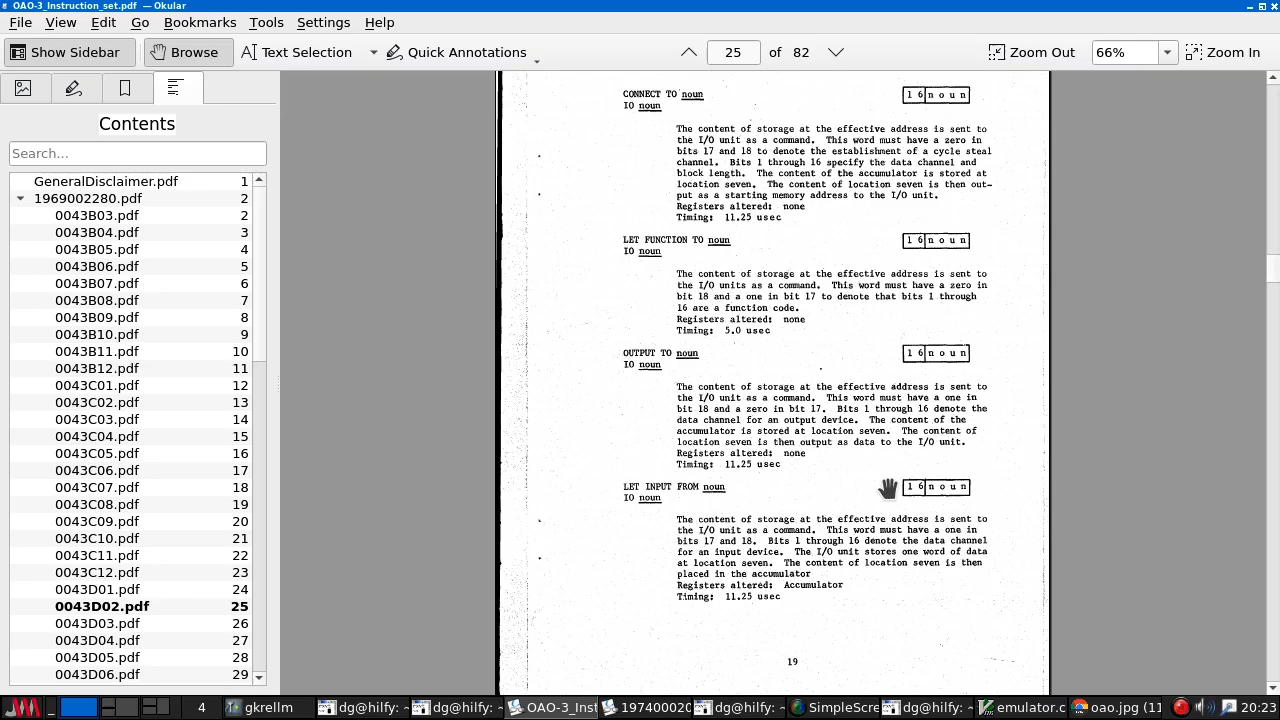 OAO-3_Instruction_set.pdf — Okular
File View Edit Go Bookmarks Tools Settings Help
Show Sidebar Browse Text Selection Quick Annotations 25 of 82 Zoom Out 66% Zoom In
Contents
Search...
GeneralDisclaimer.pdf 1
1969002280.pdf 2
0043B03.pdf 2
0043B04.pdf 3
0043B05.pdf 4
0043B06.pdf 5
0043B07.pdf 6
0043B08.pdf 7
0043B09.pdf 8
0043B10.pdf 9
0043B11.pdf 10
0043B12.pdf 11
0043C01.pdf 12
0043C02.pdf 13
0043C03.pdf 14
0043C04.pdf 15
0043C05.pdf 16
0043C06.pdf 17
0043C07.pdf 18
0043C08.pdf 19
0043C09.pdf 20
0043C10.pdf 21
0043C11.pdf 22
0043C12.pdf 23
0043D01.pdf 24
0043D02.pdf 25
0043D03.pdf 26
0043D04.pdf 27
0043D05.pdf 28
0043D06.pdf 29
CONNECT TO noun 1 6 n o u n
IO noun
The content of storage at the effective address is sent to
the I/O unit as a command. This word must have a zero in
bits 17 and 18 to denote the establishment of a cycle steal
channel. Bits 1 through 16 specify the data channel and
block length. The content of the accumulator is stored at
location seven. The content of location seven is then out-
put as a starting memory address to the I/O unit.
Registers altered: none
Timing: 11.25 usec
LET FUNCTION TO noun 1 6 n o u n
IO noun
The content of storage at the effective address is sent to
the I/O units as a command. This word must have a zero in
bit 18 and a one in bit 17 to denote that bits 1 through
16 are a function code.
Registers altered: none
Timing: 5.0 usec
OUTPUT TO noun 1 6 n o u n
IO noun
The content of storage at the effective address is sent to
the I/O unit as a command. This word must have a one in
bit 18 and a zero in bit 17. Bits 1 through 16 denote the
data channel for an output device. The content of the
accumulator is stored at location seven. The content of
location seven is then output as data to the I/O unit.
Registers altered: none
Timing: 11.25 usec
LET INPUT FROM noun 1 6 n o u n
IO noun
The content of storage at the effective address is sent to
the I/O unit as a command. This word must have a one in
bits 17 and 18. Bits 1 through 16 denote the data channel
for an input device. The I/O unit stores one word of data
at location seven. The content of location seven is then
placed in the accumulator
Registers altered: Accumulator
Timing: 11.25 usec
19
4 gkrellm dg@hilfy: dg@hilfy: OAO-3_Inst 197400020 dg@hilfy: SimpleScre dg@hilfy: emulator.c oao.jpg (11 20:23